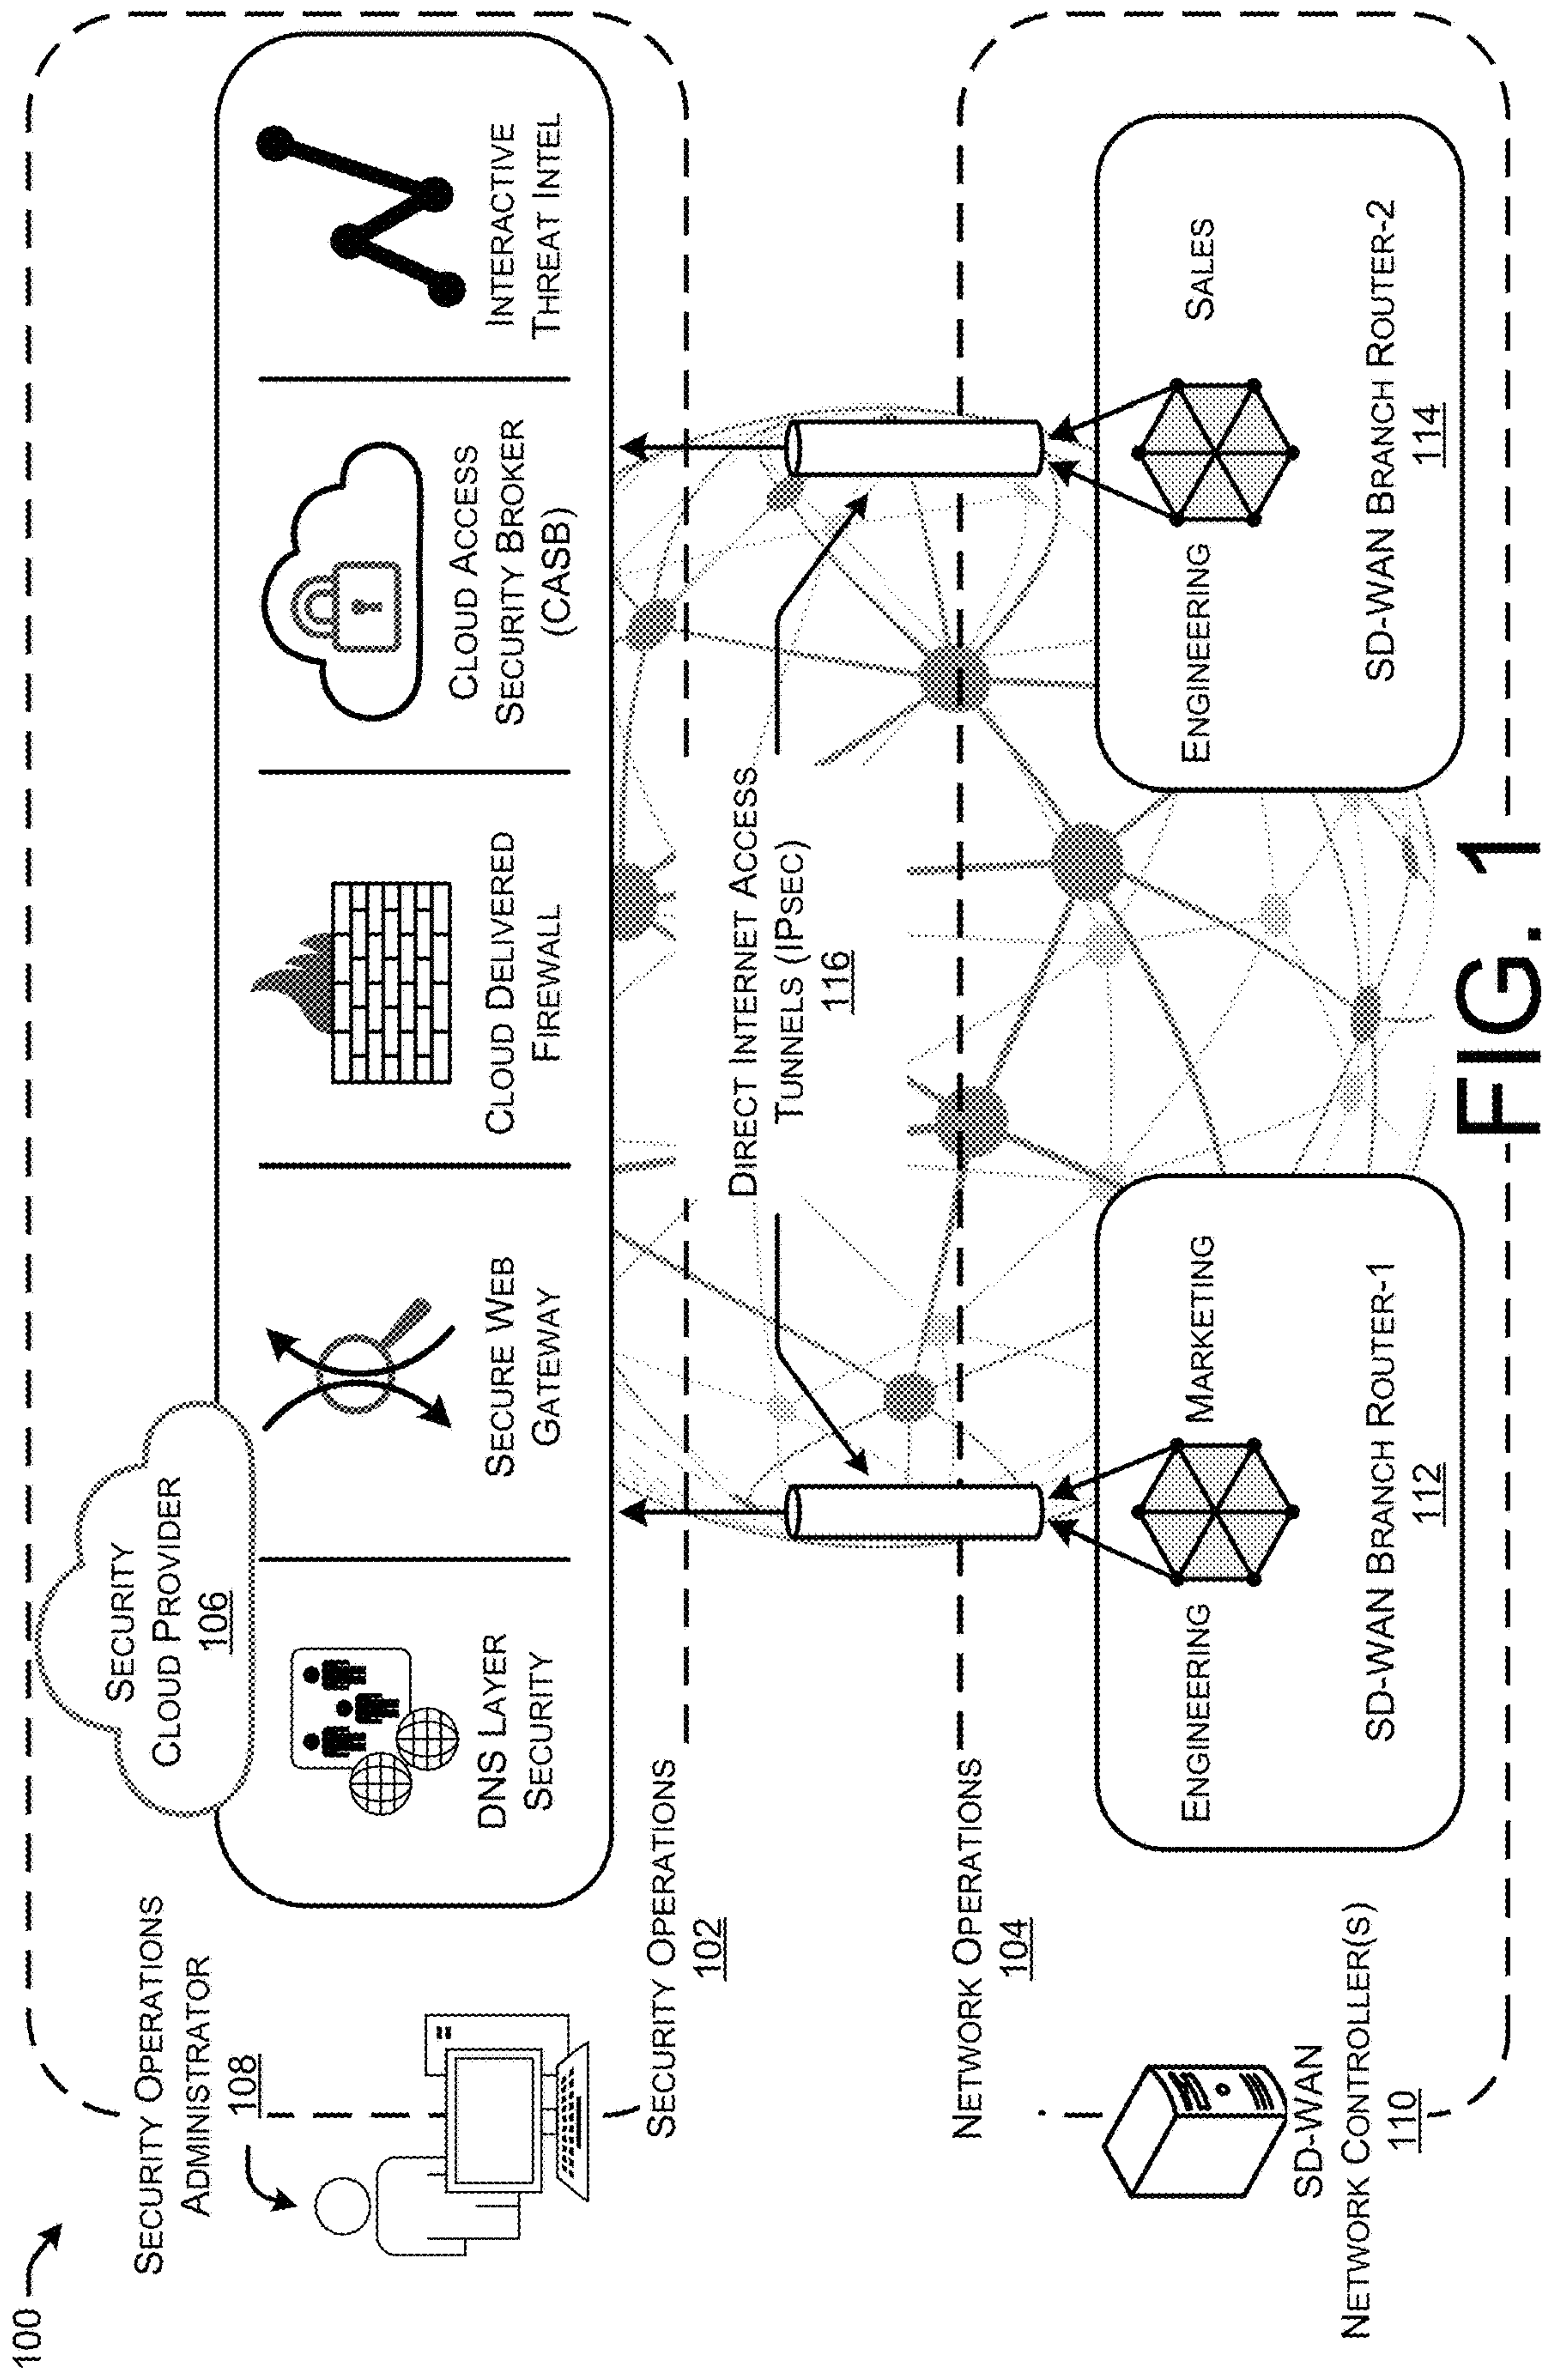 100
SECURITY OPERATIONS
ADMINISTRATOR
108
SECURITY
CLOUD PROVIDER
106
DNS LAYER
SECURITY
SECURE WEB
GATEWAY
CLOUD DELIVERED
FIREWALL
CLOUD ACCESS
SECURITY BROKER
(CASB)
INTERACTIVE
THREAT INTEL
SECURITY OPERATIONS
102
DIRECT INTERNET ACCESS
TUNNELS (IPSEC)
116
NETWORK OPERATIONS
104
SD-WAN
NETWORK CONTROLLER(S)
110
ENGINEERING
MARKETING
SD-WAN BRANCH ROUTER-1
112
ENGINEERING
SALES
SD-WAN BRANCH ROUTER-2
114
FIG. 1